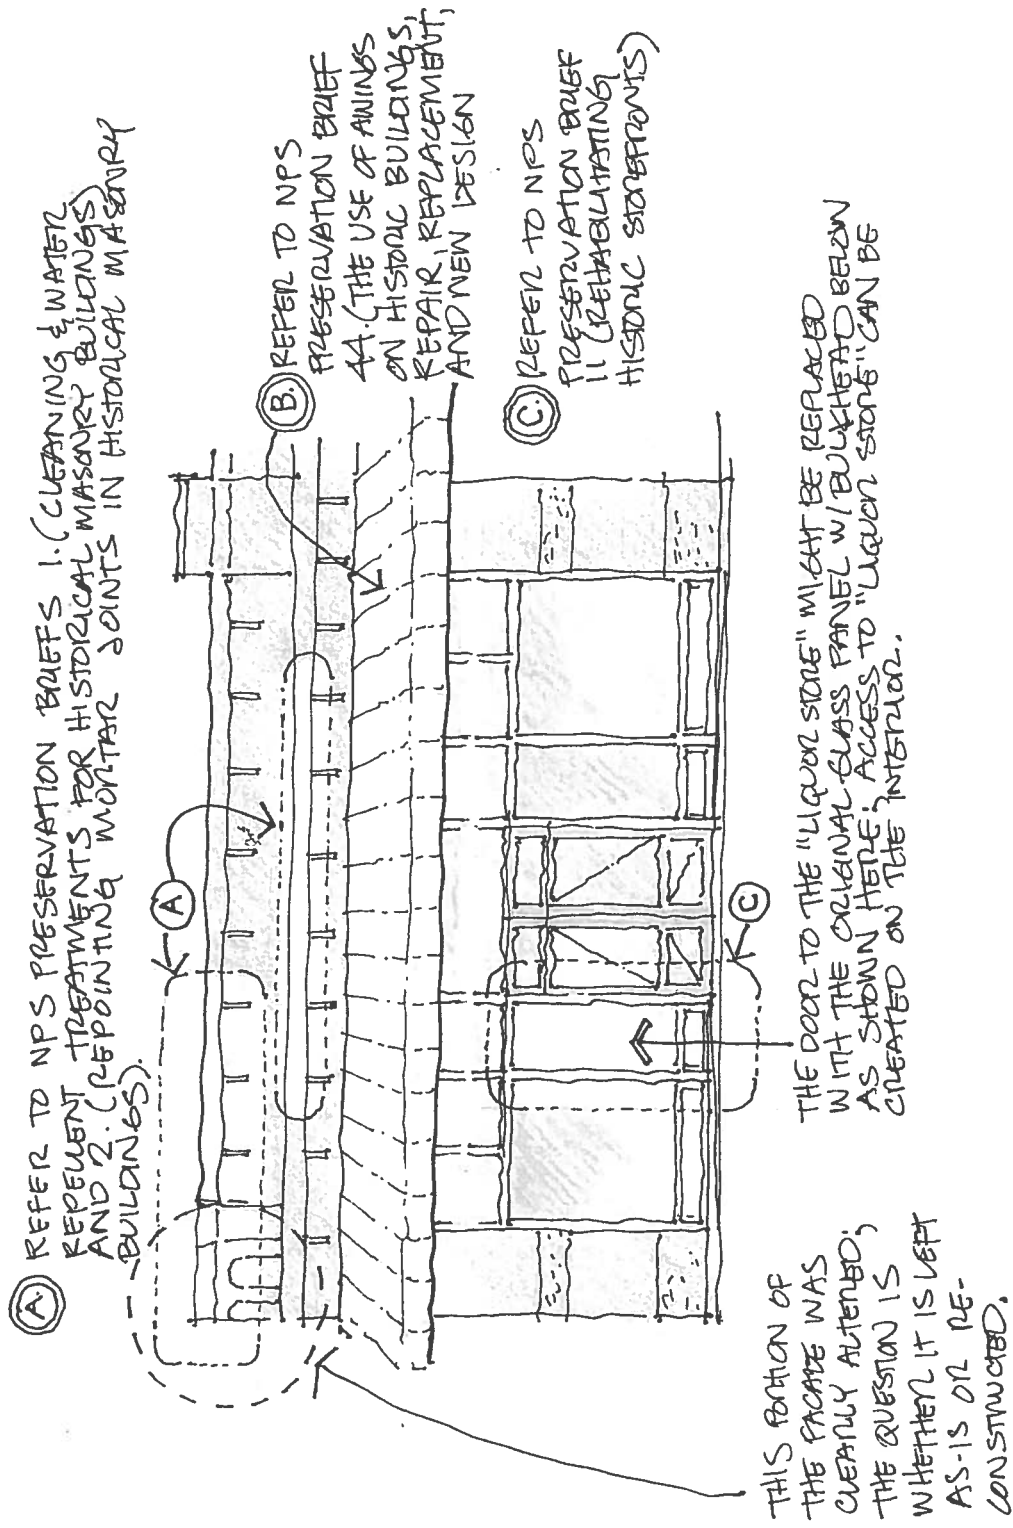 A. REFER TO NPS PRESERVATION BRIEFS 1. (CLEANING & WATER
REPELLENT TREATMENTS FOR HISTORICAL MASONRY BUILDINGS)
AND 2. (REPOINTING MORTAR JOINTS IN HISTORICAL MASONRY
BUILDINGS).
A
B. REFER TO NPS
PRESERVATION BRIEF
44. (THE USE OF AWINGS
ON HISTORIC BUILDINGS,
REPAIR, REPLACEMENT,
AND NEW DESIGN
C. REFER TO NPS
PRESERVATION BRIEF
11 (REHABILITATING
HISTORIC STOREFRONTS)
C
THIS PORTION OF
THE FACADE WAS
CLEARLY ALTERED;
THE QUESTION IS
WHETHER IT IS LEFT
AS-IS OR RE-
CONSTRUCTED.
THE DOOR TO THE "LIQUOR STORE" MIGHT BE REPLACED
WITH THE ORIGINAL GLASS PANEL W/ BULKHEAD BELOW
AS SHOWN HERE; ACCESS TO "LIQUOR STORE" CAN BE
CREATED ON THE INTERIOR.